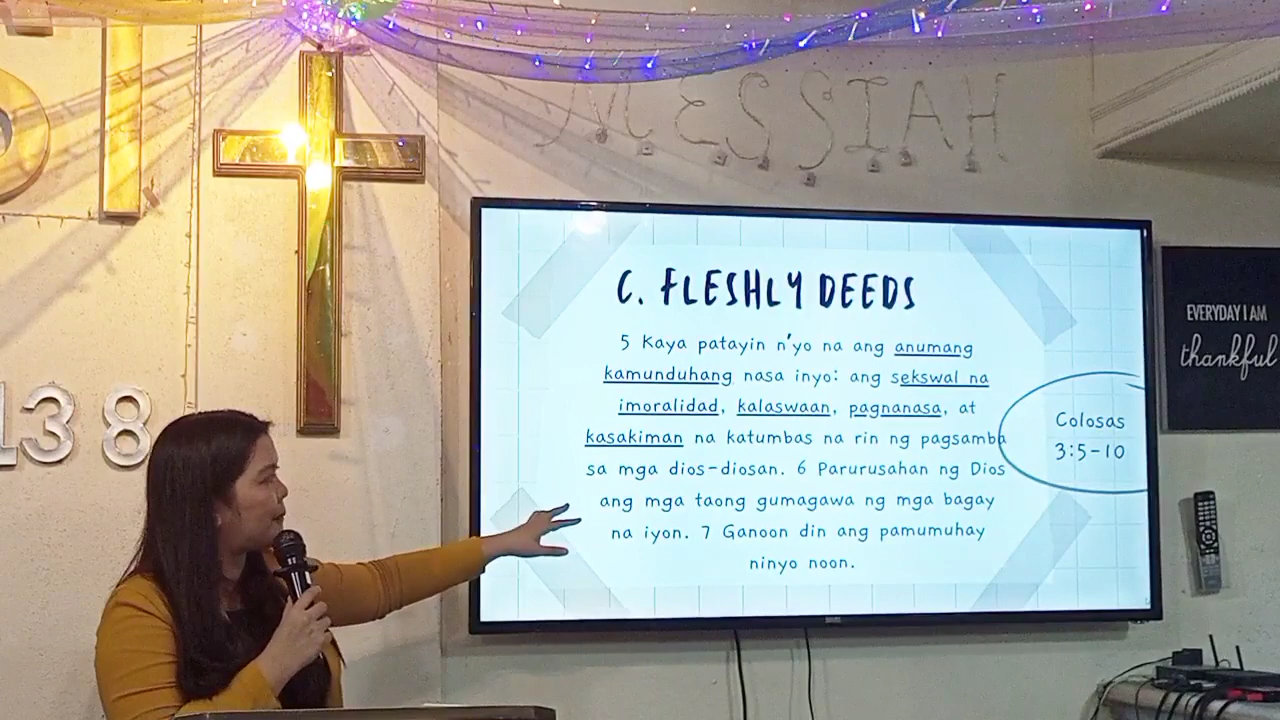 MESSIAH
138
C. FLESHLY DEEDS
5 Kaya patayin n'yo na ang anumang
kamunduhang nasa inyo: ang sekswal na
imoralidad, kalaswaan, pagnanasa, at
kasakiman na katumbas na rin ng pagsamba
sa mga dios-diosan. 6 Parurusahan ng Dios
ang mga taong gumagawa ng mga bagay
na iyon. 7 Ganoon din ang pamumuhay
ninyo noon.
Colosas
3:5-10
EVERYDAY I AM
thankful